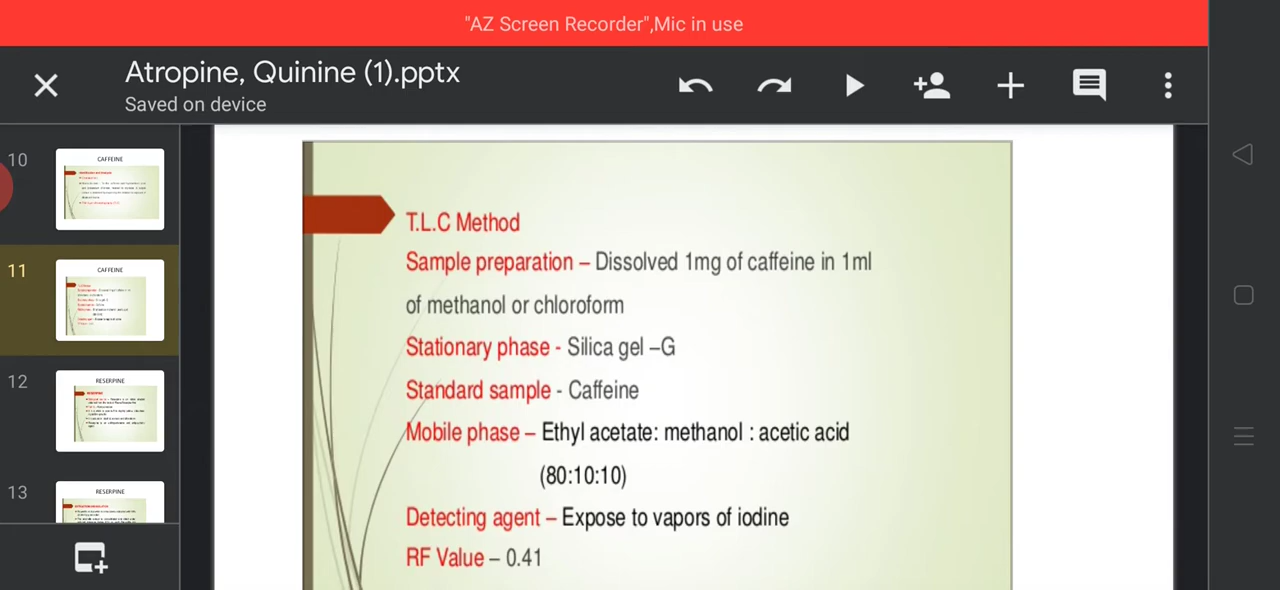 "AZ Screen Recorder",Mic in use
Atropine, Quinine (1).pptx
Saved on device
10
CAFFEINE
11
CAFFEINE
12
RESERPINE
13
RESERPINE
T.L.C Method
Sample preparation – Dissolved 1mg of caffeine in 1ml
of methanol or chloroform
Stationary phase - Silica gel –G
Standard sample - Caffeine
Mobile phase – Ethyl acetate: methanol : acetic acid
(80:10:10)
Detecting agent – Expose to vapors of iodine
RF Value – 0.41